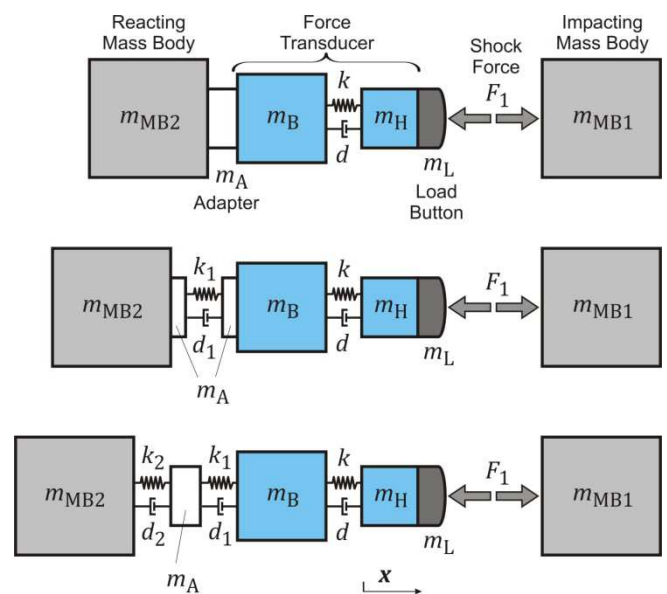 Reacting
Mass Body
Force
Transducer
Impacting
Mass Body
Shock
Force
m_MB2
m_B
k
d
m_H
F_1
m_MB1
m_A
Adapter
m_L
Load
Button
m_MB2
k_1
d_1
m_A
m_B
k
d
m_H
m_L
F_1
m_MB1
m_MB2
k_2
d_2
m_A
k_1
d_1
m_B
k
d
m_H
m_L
F_1
m_MB1
x